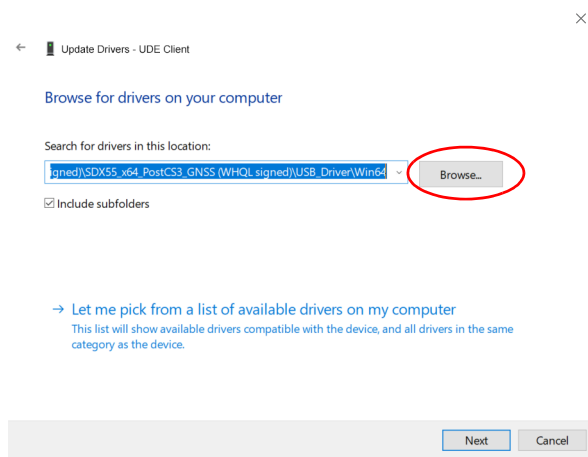 Update Drivers - UDE Client
Browse for drivers on your computer
Search for drivers in this location:
igned)\SDX55_x64_PostCS3_GNSS (WHQL signed)\USB_Driver\Win64
Browse...
Include subfolders
→ Let me pick from a list of available drivers on my computer
This list will show available drivers compatible with the device, and all drivers in the same
category as the device.
Next
Cancel